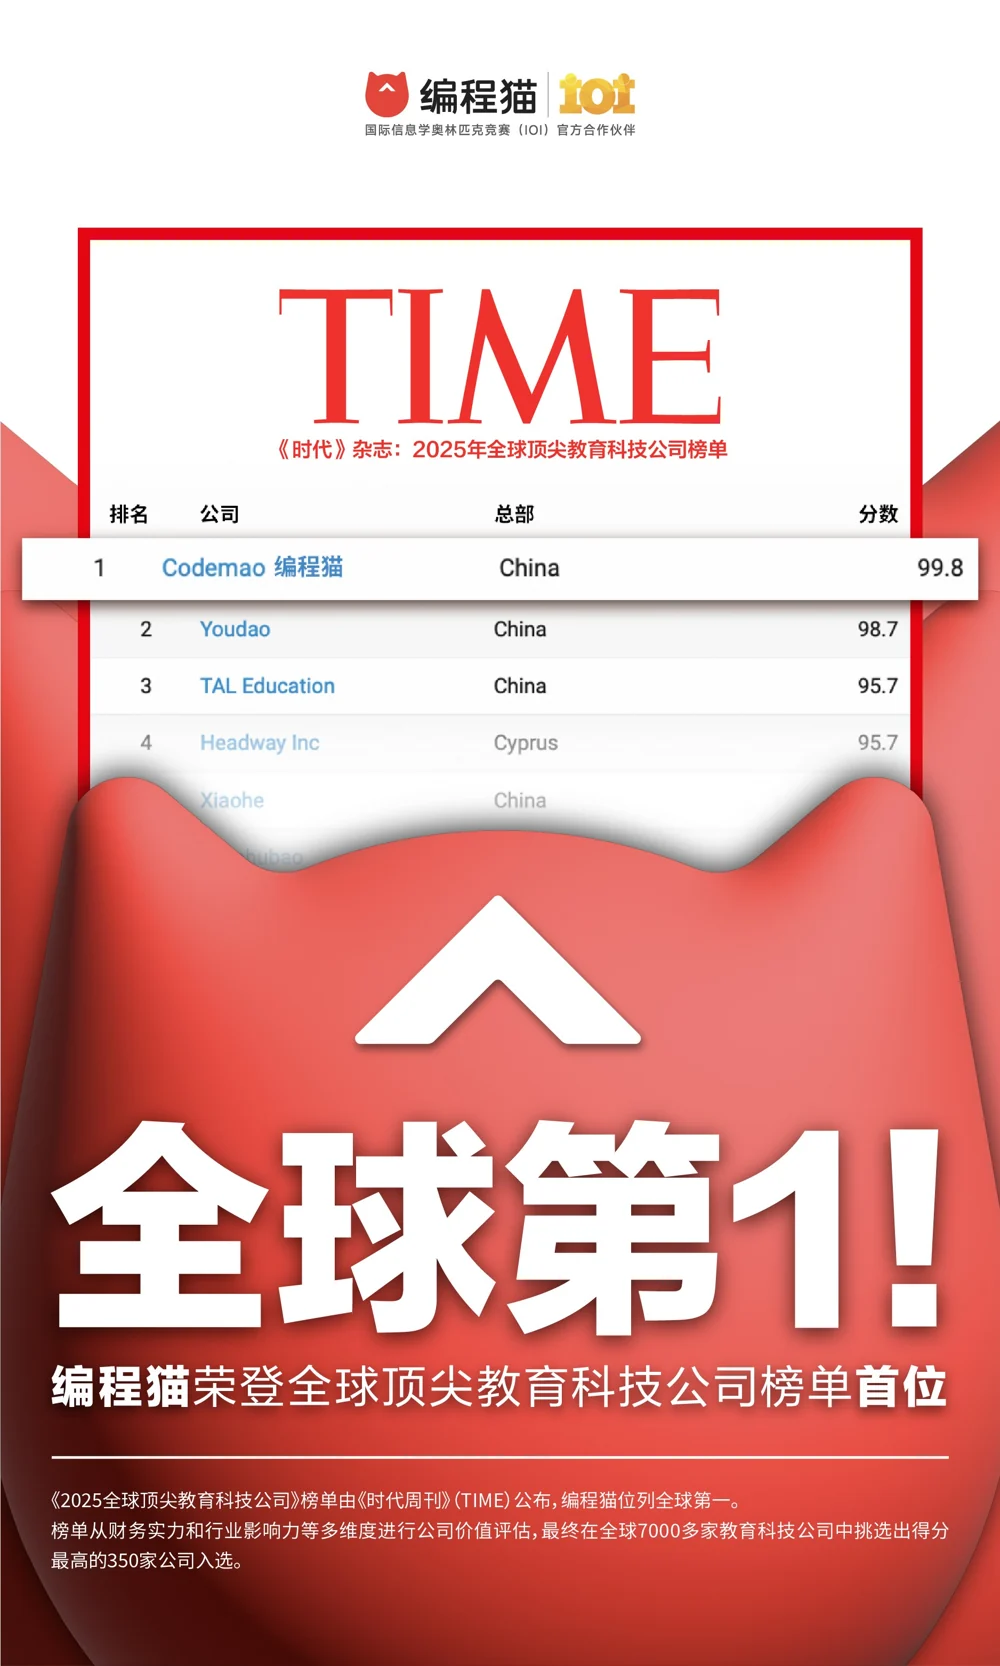 编程猫 IOI
国际信息学奥林匹克竞赛（IOI）官方合作伙伴
TIME
《时代》杂志：2025年全球顶尖教育科技公司榜单
排名 公司 总部 分数
1 Codemao 编程猫 China 99.8
2 Youdao China 98.7
3 TAL Education China 95.7
4 Headway Inc Cyprus 95.7
Xiaohe China
全球第1!
编程猫荣登全球顶尖教育科技公司榜单首位
《2025全球顶尖教育科技公司》榜单由《时代周刊》（TIME）公布，编程猫位列全球第一。
榜单从财务实力和行业影响力等多维度进行公司价值评估，最终在全球7000多家教育科技公司中挑选出得分
最高的350家公司入选。